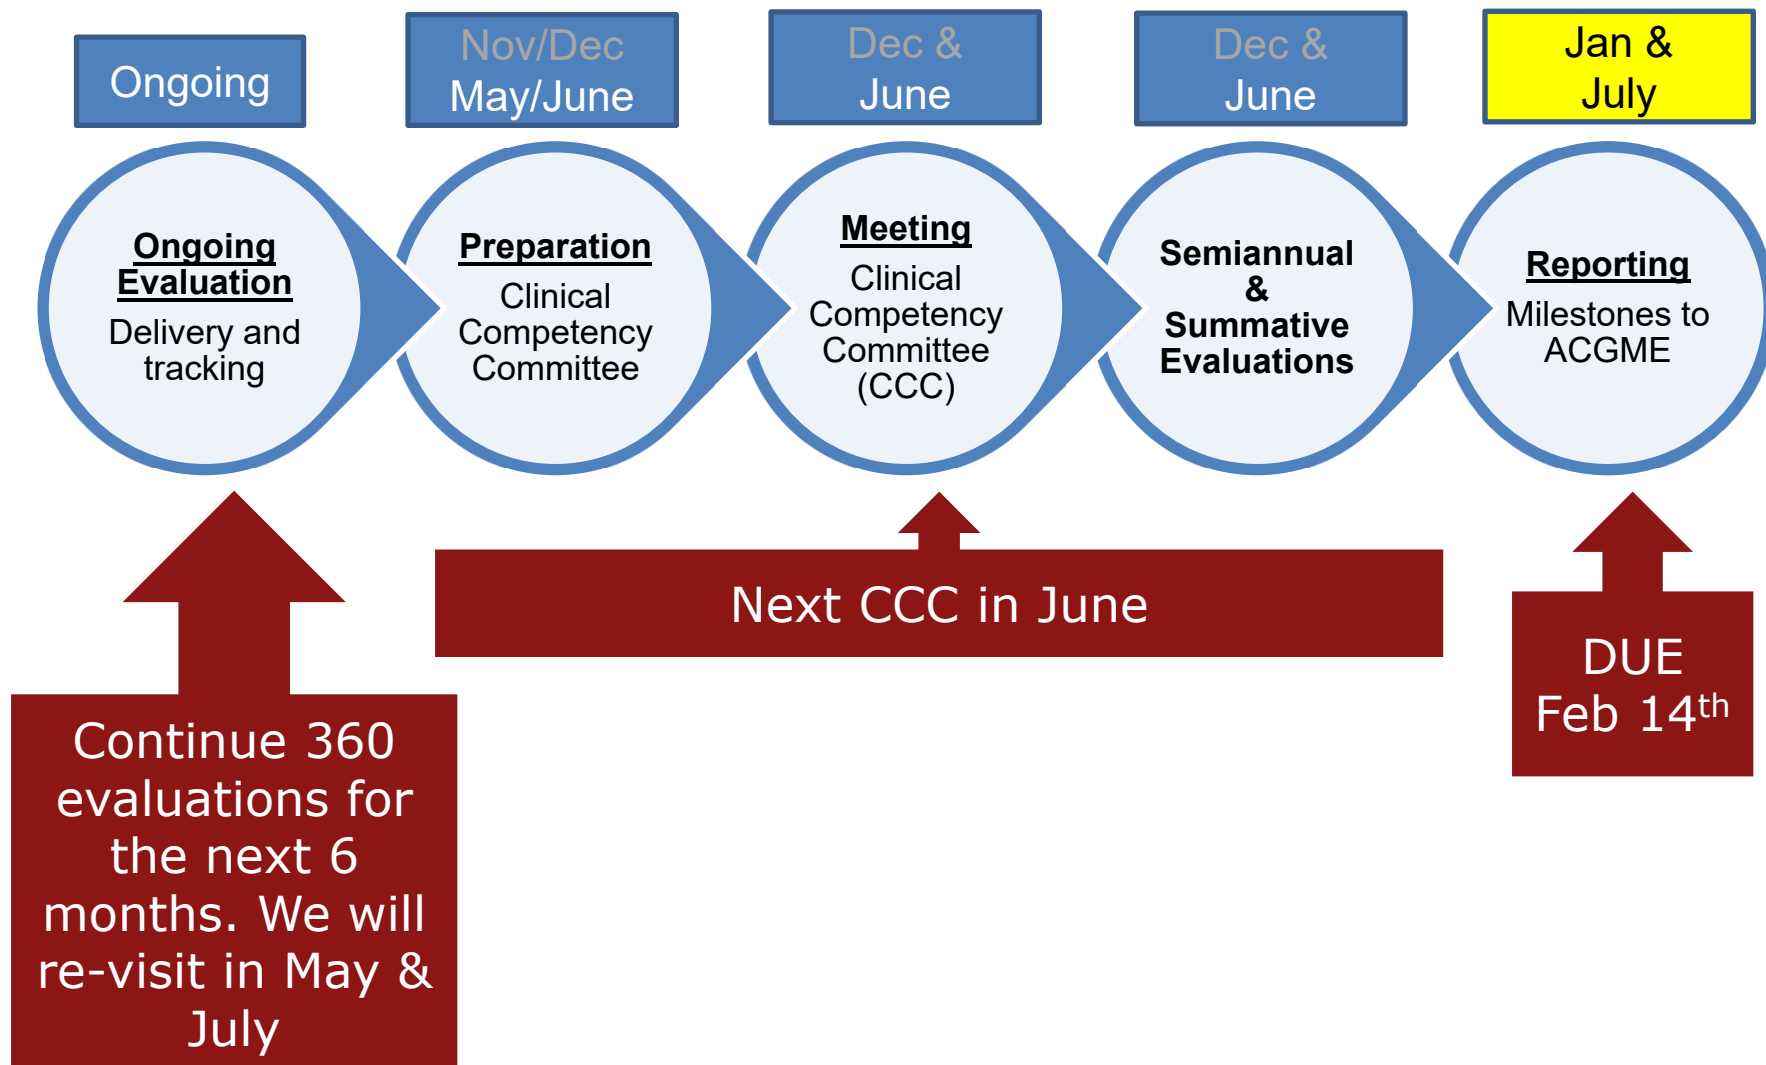 Ongoing
Nov/Dec
May/June
Dec &
June
Dec &
June
Jan &
July
Ongoing
Evaluation
Delivery and
tracking
Preparation
Clinical
Competency
Committee
Meeting
Clinical
Competency
Committee
(CCC)
Semiannual
&
Summative
Evaluations
Reporting
Milestones to
ACGME
Continue 360
evaluations for
the next 6
months. We will
re-visit in May &
July
Next CCC in June
DUE
Feb 14th